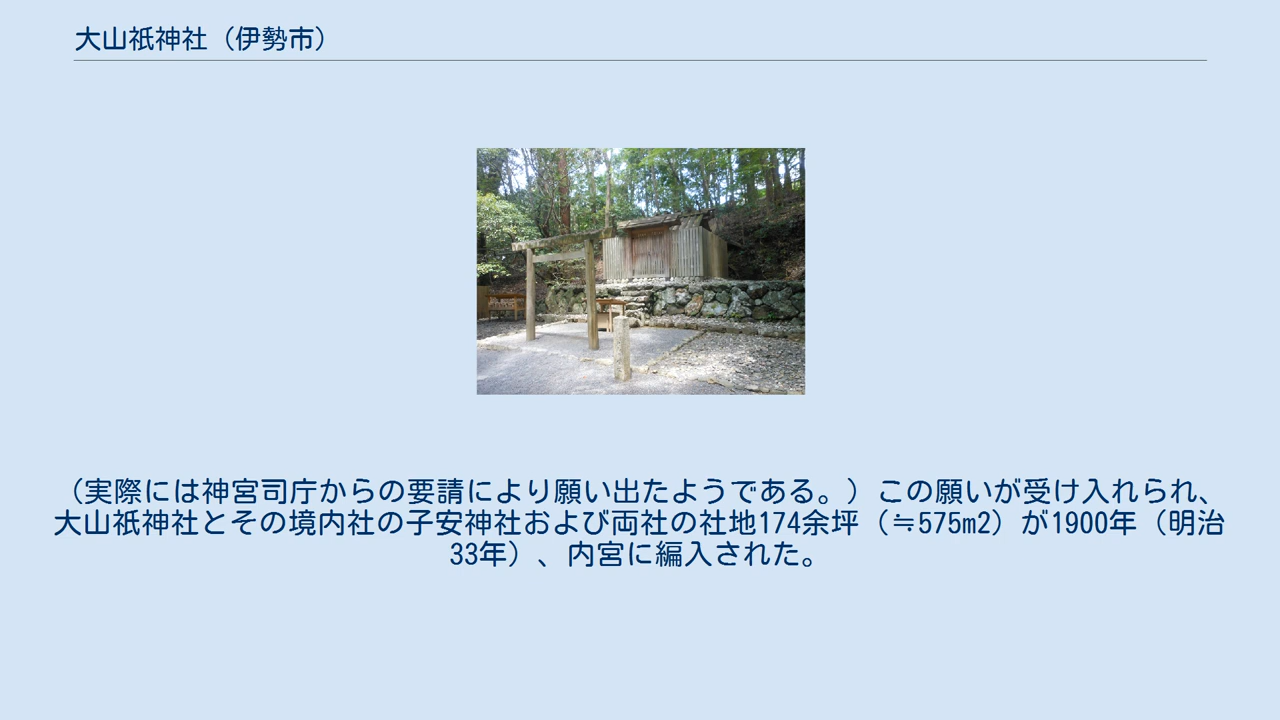 大山祇神社（伊勢市）
（実際には神宮司庁からの要請により願い出たようである。）この願いが受け入れられ、
大山祇神社とその境内社の子安神社および両社の社地174余坪（≒575m2）が1900年（明治
33年）、内宮に編入された。